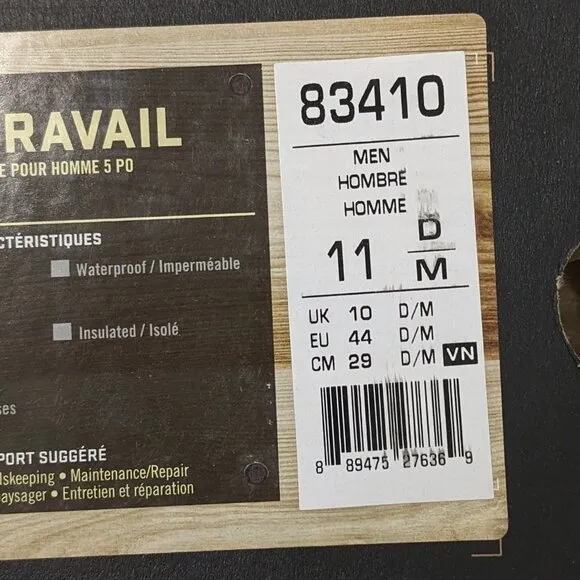 RAVAIL
E POUR HOMME 5 PO
CTÉRISTIQUES
Waterproof / Imperméable
Insulated / Isolé
ses
PORT SUGGÉRÉ
dskeeping • Maintenance/Repair
aysager • Entretien et réparation
83410
MEN
HOMBRE
HOMME
11 D/M
UK 10 D/M
EU 44 D/M
CM 29 D/M VN
8 89475 27636 9